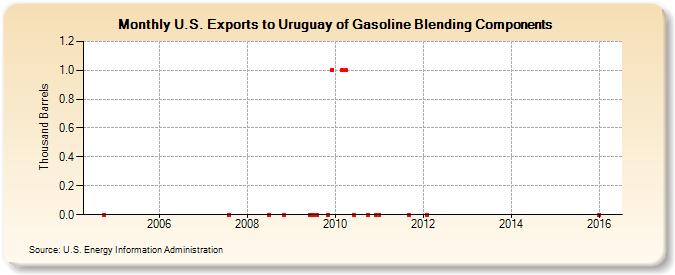 Monthly U.S. Exports to Uruguay of Gasoline Blending Components
Thousand Barrels
1.2
1.0
0.8
0.6
0.4
0.2
0.0
2006 2008 2010 2012 2014 2016
Source: U.S. Energy Information Administration